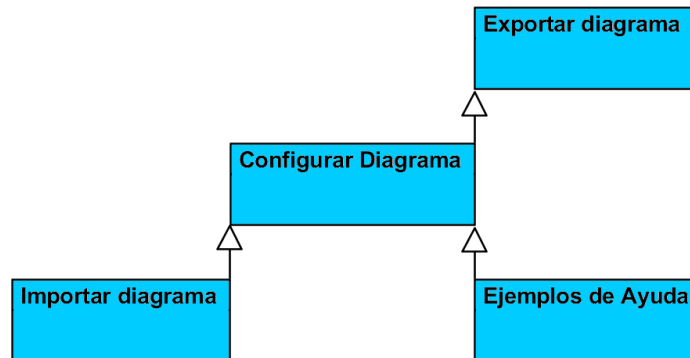 Exportar diagrama
Configurar Diagrama
Importar diagrama
Ejemplos de Ayuda